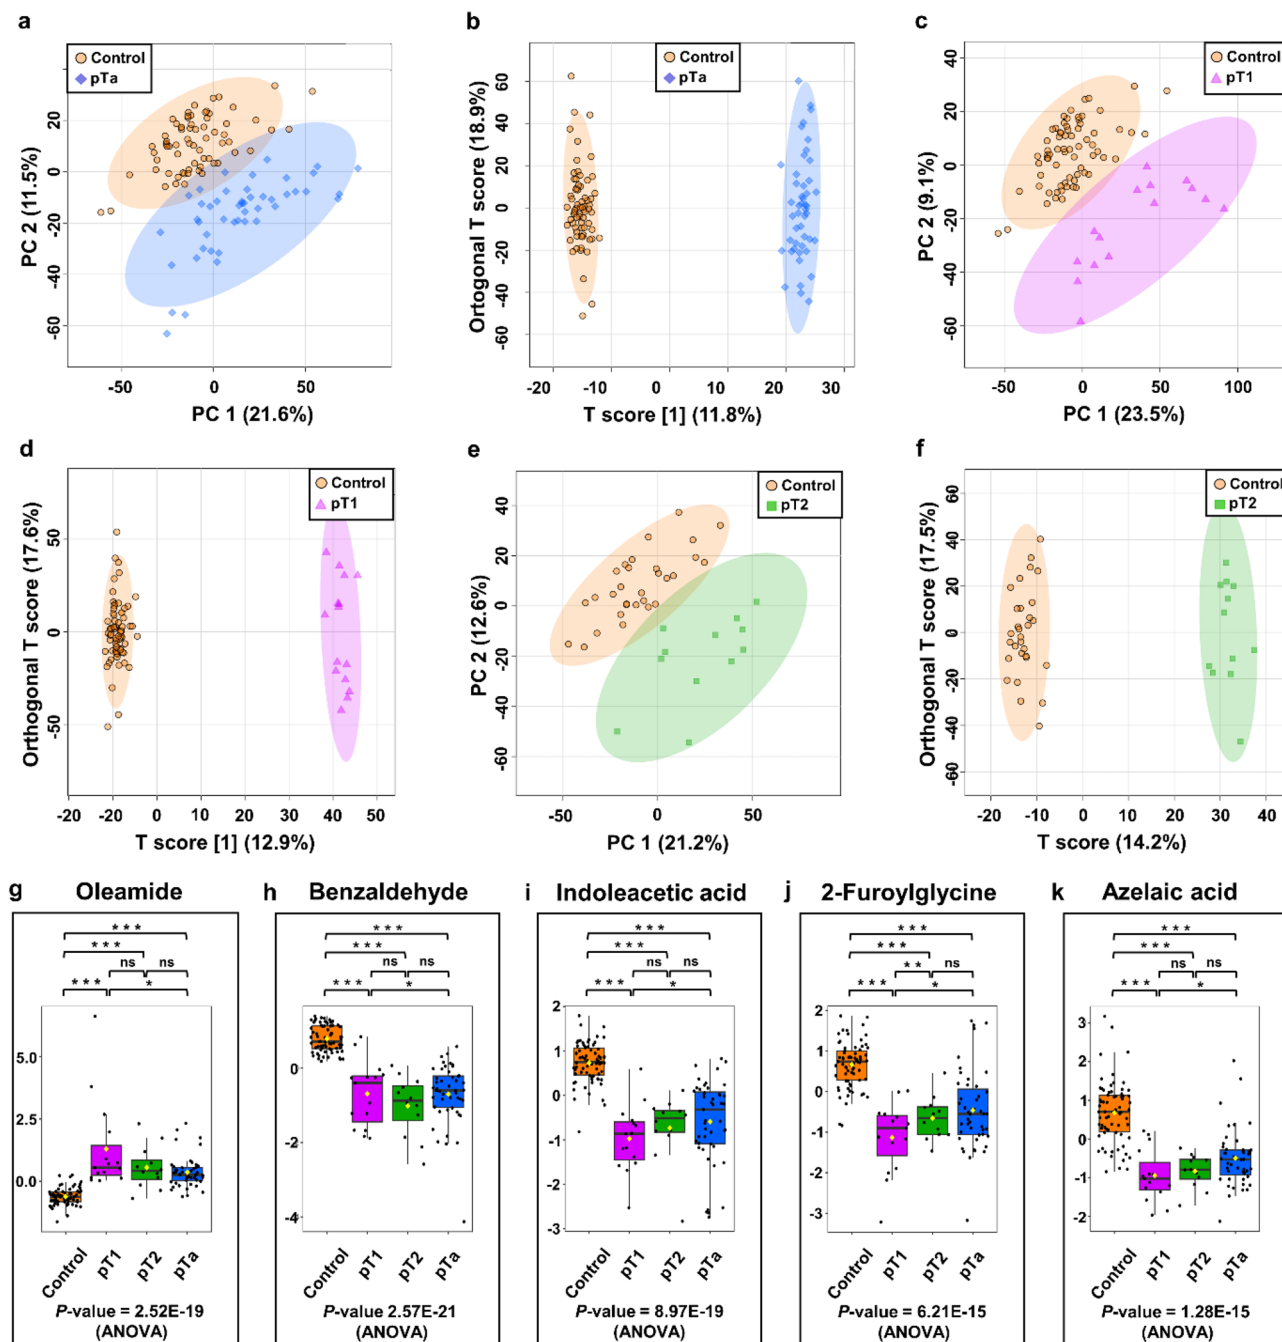 a
Control
pTa
20
0
-20
-40
-60
PC 2 (11.5%)
-50
0
50
PC 1 (21.6%)
b
Control
pTa
60
40
20
0
-20
-40
-60
Ortogonal T score (18.9%)
-20
-10
0
10
20
30
T score [1] (11.8%)
c
Control
pT1
40
20
0
-20
-40
-60
PC 2 (9.1%)
-50
0
50
100
PC 1 (23.5%)
d
Control
pT1
50
0
-50
Orthogonal T score (17.6%)
-20
-10
0
10
20
30
40
50
T score [1] (12.9%)
e
Control
pT2
40
20
0
-20
-40
-60
PC 2 (12.6%)
-50
0
50
PC 1 (21.2%)
f
Control
pT2
60
40
20
0
-20
-40
-60
Orthogonal T score (17.5%)
-20
-10
0
10
20
30
40
T score (14.2%)
g
Oleamide
* * *
* * *
ns
ns
* * *
*
5.0
2.5
0.0
Control
pT1
pT2
pTa
P-value = 2.52E-19
(ANOVA)
h
Benzaldehyde
* * *
* * *
ns
ns
* * *
*
0
-2
-4
Control
pT1
pT2
pTa
P-value 2.57E-21
(ANOVA)
i
Indoleacetic acid
* * *
* * *
ns
ns
* * *
*
2
1
0
-1
-2
-3
Control
pT1
pT2
pTa
P-value = 8.97E-19
(ANOVA)
j
2-Furoylglycine
* * *
* * *
* *
ns
* * *
*
2
1
0
-1
-2
-3
Control
pT1
pT2
pTa
P-value = 6.21E-15
(ANOVA)
k
Azelaic acid
* * *
* * *
ns
ns
* * *
*
3
2
1
0
-1
-2
Control
pT1
pT2
pTa
P-value = 1.28E-15
(ANOVA)